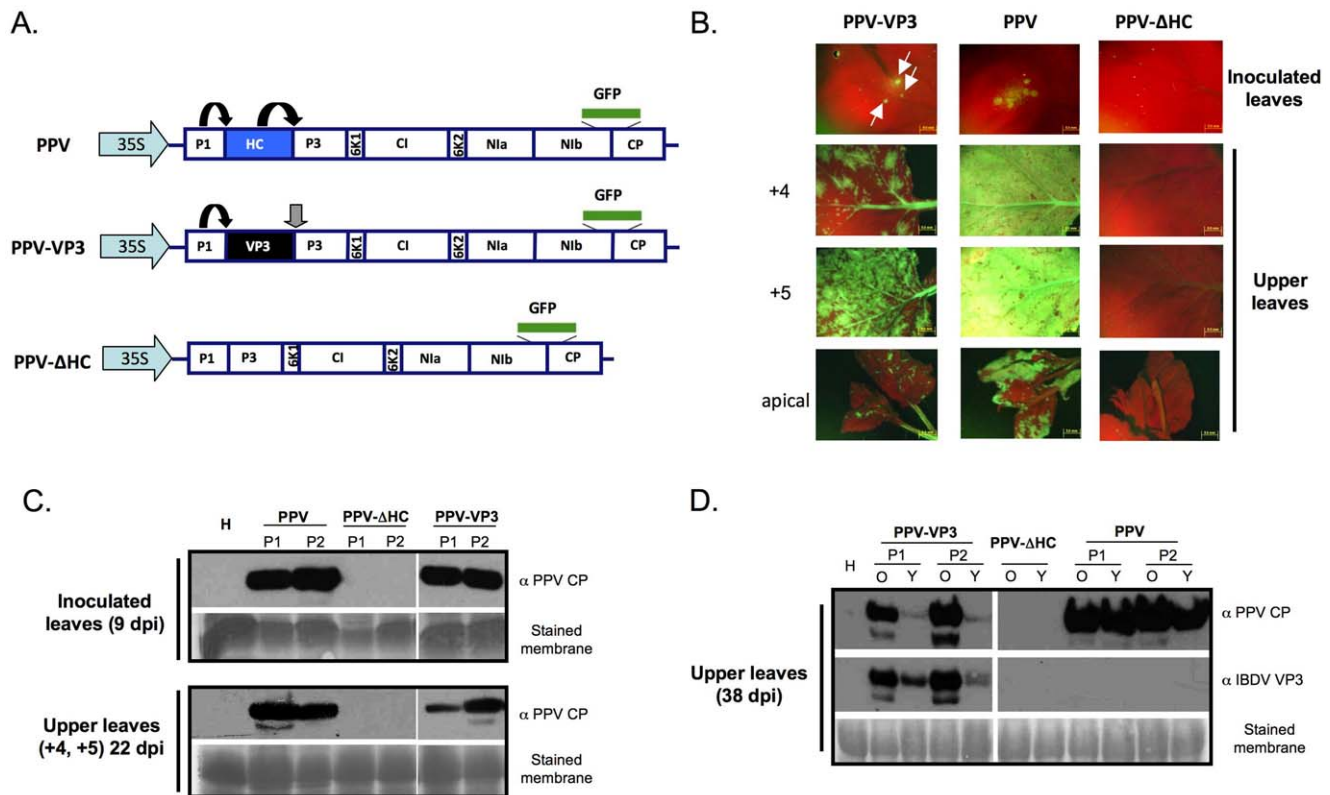 A.
GFP
PPV 35S P1 HC P3 6K1 CI 6K2 NIa NIb CP
GFP
PPV-VP3 35S P1 VP3 P3 6K1 CI 6K2 NIa NIb CP
GFP
PPV-ΔHC 35S P1 P3 6K1 CI 6K2 NIa NIb CP
B.
PPV-VP3 PPV PPV-ΔHC
Inoculated
leaves
+4
+5
apical
Upper
leaves
C.
H PPV PPV-ΔHC PPV-VP3
P1 P2 P1 P2 P1 P2
Inoculated
leaves (9 dpi)
α PPV CP
Stained
membrane
Upper leaves
(+4, +5) 22 dpi
α PPV CP
Stained
membrane
D.
PPV-VP3 PPV-ΔHC PPV
H P1 P2 P1 P2
O Y O Y O Y O Y O Y
Upper leaves
(38 dpi)
α PPV CP
α IBDV VP3
Stained
membrane